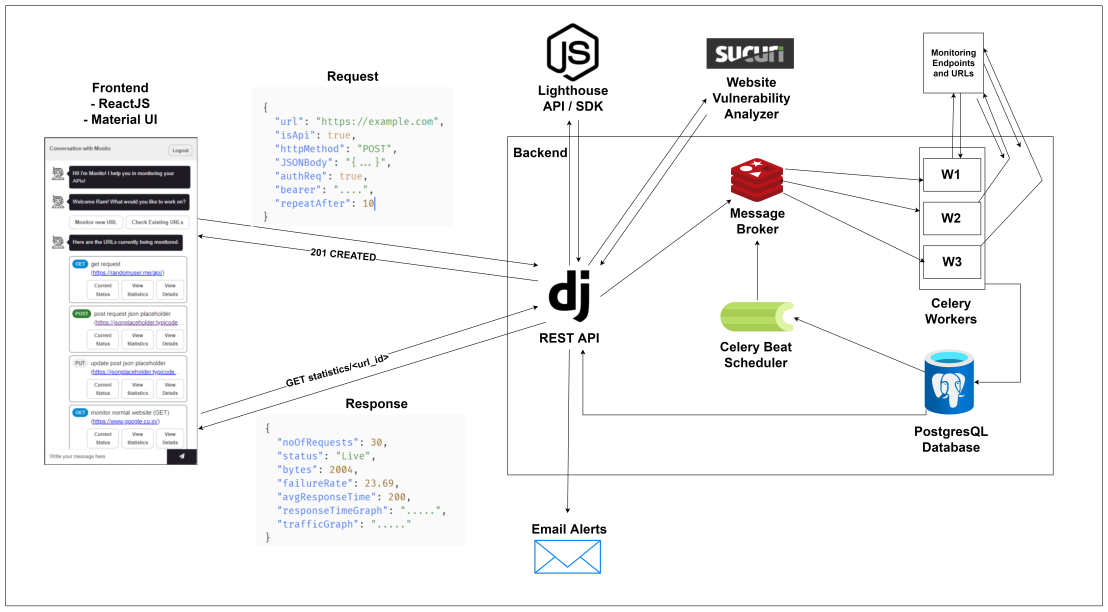 Frontend
- ReactJS
- Material UI
Conversation with Monito
Logout
Hi! I'm Monito! I help you in monitoring your
APIs!
Welcome Ram! What would you like to work on?
Monitor new URL
Check Existing URLs
Here are the URLs currently being monitored.
GET get request
(https://randomuser.me/api/)
Current
Status
View
Statistics
View
Details
POST post request json placeholder
(https://jsonplaceholder.typicode...
Current
Status
View
Statistics
View
Details
PUT update post json placeholder
(https://jsonplaceholder.typicode...
Current
Status
View
Statistics
View
Details
GET monitor normal website (GET)
(https://www.google.co.in/)
Current
Status
View
Statistics
View
Details
Write your message here
Request
{
"url": "https://example.com",
"isApi": true,
"httpMethod": "POST",
"JSONBody": "{...}",
"authReq": true,
"bearer": "....",
"repeatAfter": 10
}
201 CREATED
GET statistics/<url_id>
Response
{
"noOfRequests": 30,
"status": "Live",
"bytes": 2004,
"failureRate": 23.69,
"avgResponseTime": 200,
"responseTimeGraph": ".....",
"trafficGraph": "....."
}
JS
Lighthouse
API / SDK
SUCURI
Website
Vulnerability
Analyzer
Monitoring
Endpoints
and URLs
Backend
Message
Broker
W1
W2
W3
Celery
Workers
dj
REST API
Celery Beat
Scheduler
PostgresQL
Database
Email Alerts